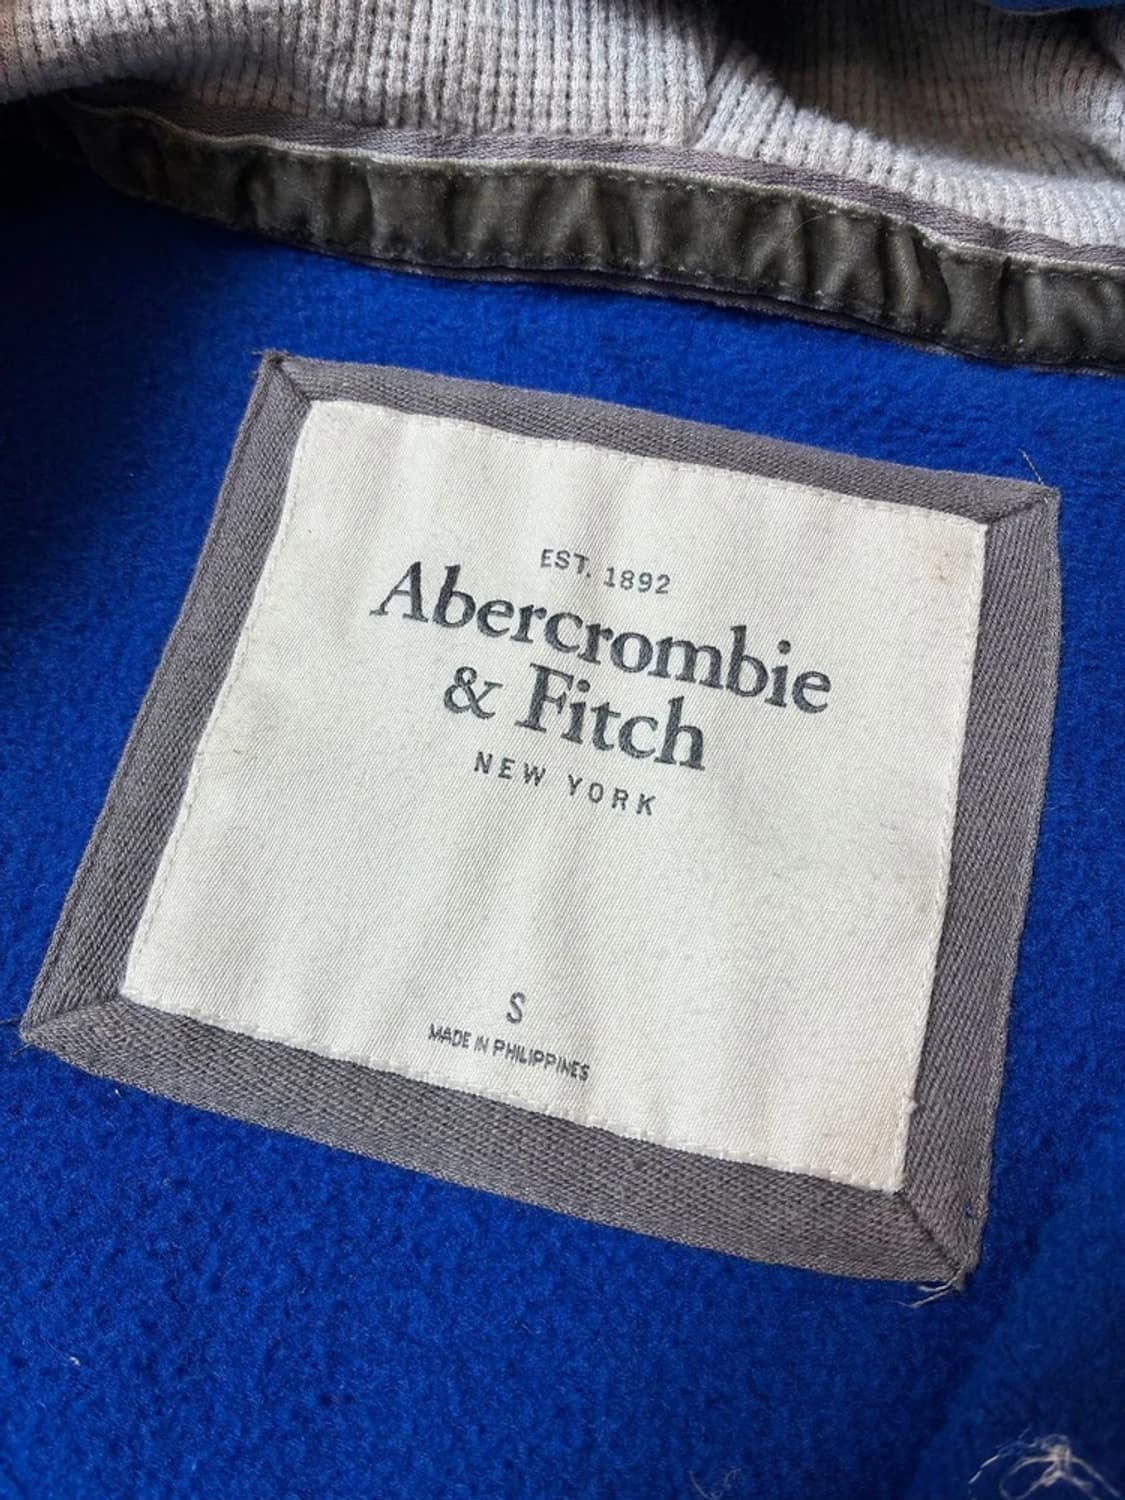 EST. 1892
Abercrombie
& Fitch
NEW YORK
S
MADE IN PHILIPPINES